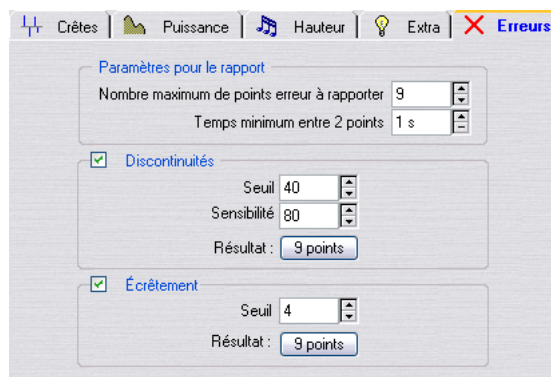 Crêtes Puissance Hauteur Extra Erreurs
Paramètres pour le rapport
Nombre maximum de points erreur à rapporter 9
Temps minimum entre 2 points 1 s
Discontinuités
Seuil 40
Sensibilité 80
Résultat : 9 points
Écrêtement
Seuil 4
Résultat : 9 points